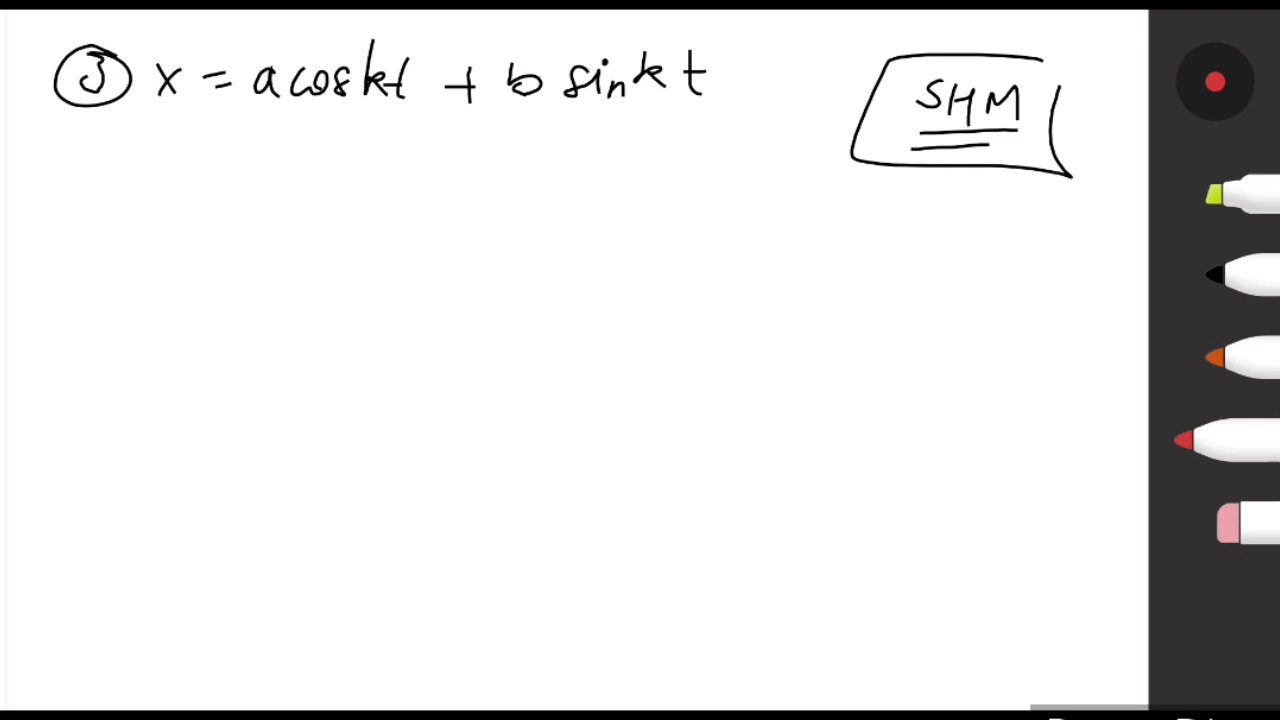 ③ x = a cos kt + b sin kt
SHM